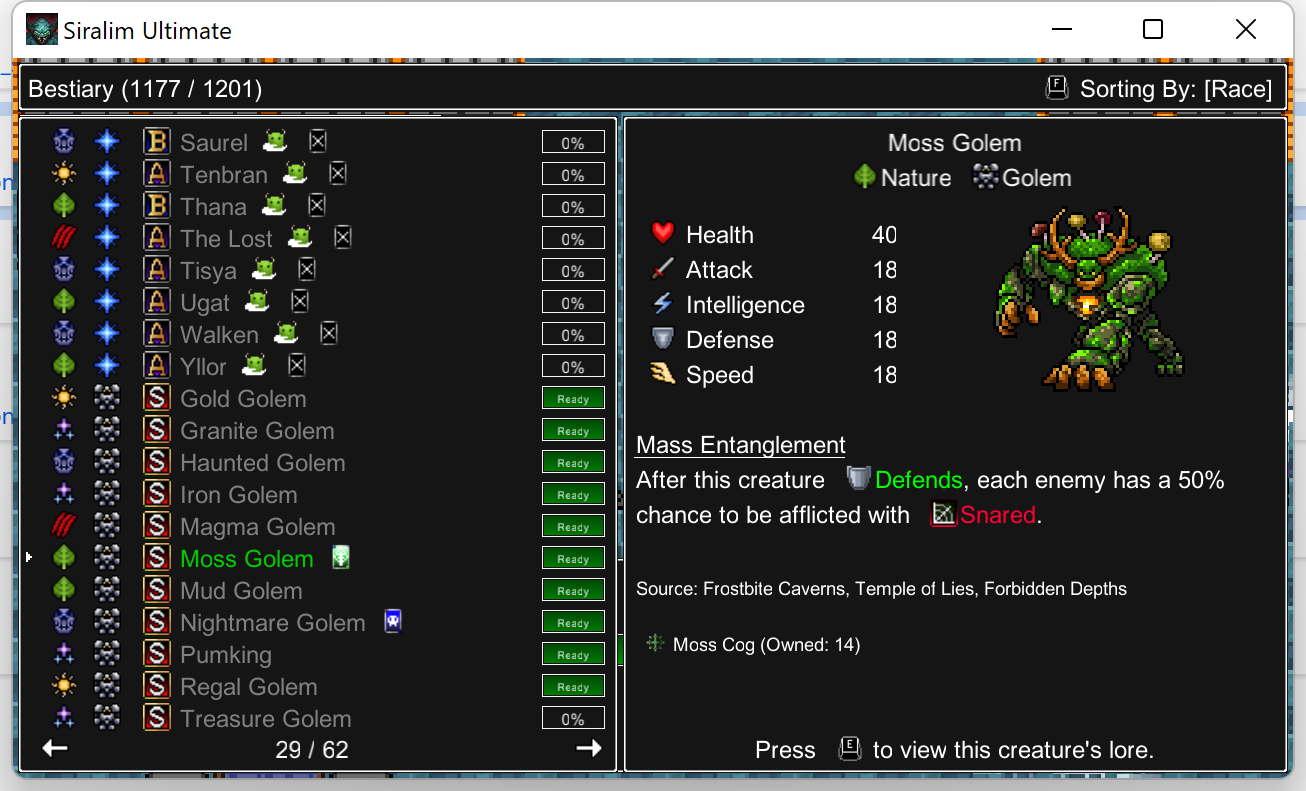 Siralim Ultimate
Bestiary (1177 / 1201)
F Sorting By: [Race]
B Saurel 0%
A Tenbran 0%
B Thana 0%
A The Lost 0%
A Tisya 0%
A Ugat 0%
A Walken 0%
A Yllor 0%
S Gold Golem Ready
S Granite Golem Ready
S Haunted Golem Ready
S Iron Golem Ready
S Magma Golem Ready
S Moss Golem Ready
S Mud Golem Ready
S Nightmare Golem Ready
S Pumking Ready
S Regal Golem Ready
S Treasure Golem 0%
29 / 62
Moss Golem
Nature Golem
Health 40
Attack 18
Intelligence 18
Defense 18
Speed 18
Mass Entanglement
After this creature Defends, each enemy has a 50%
chance to be afflicted with Snared.
Source: Frostbite Caverns, Temple of Lies, Forbidden Depths
Moss Cog (Owned: 14)
Press E to view this creature's lore.